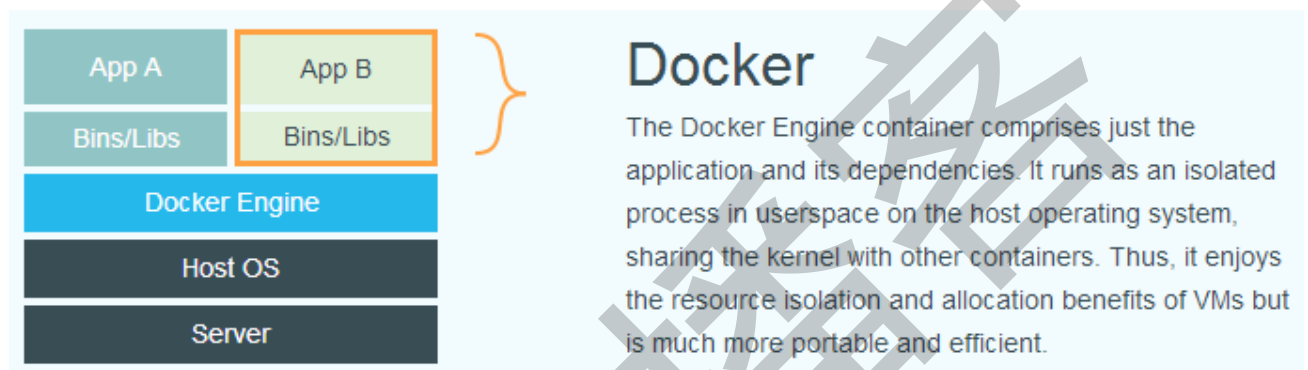 App A
App B
Bins/Libs
Bins/Libs
Docker Engine
Host OS
Server
Docker
The Docker Engine container comprises just the
application and its dependencies. It runs as an isolated
process in userspace on the host operating system,
sharing the kernel with other containers. Thus, it enjoys
the resource isolation and allocation benefits of VMs but
is much more portable and efficient.